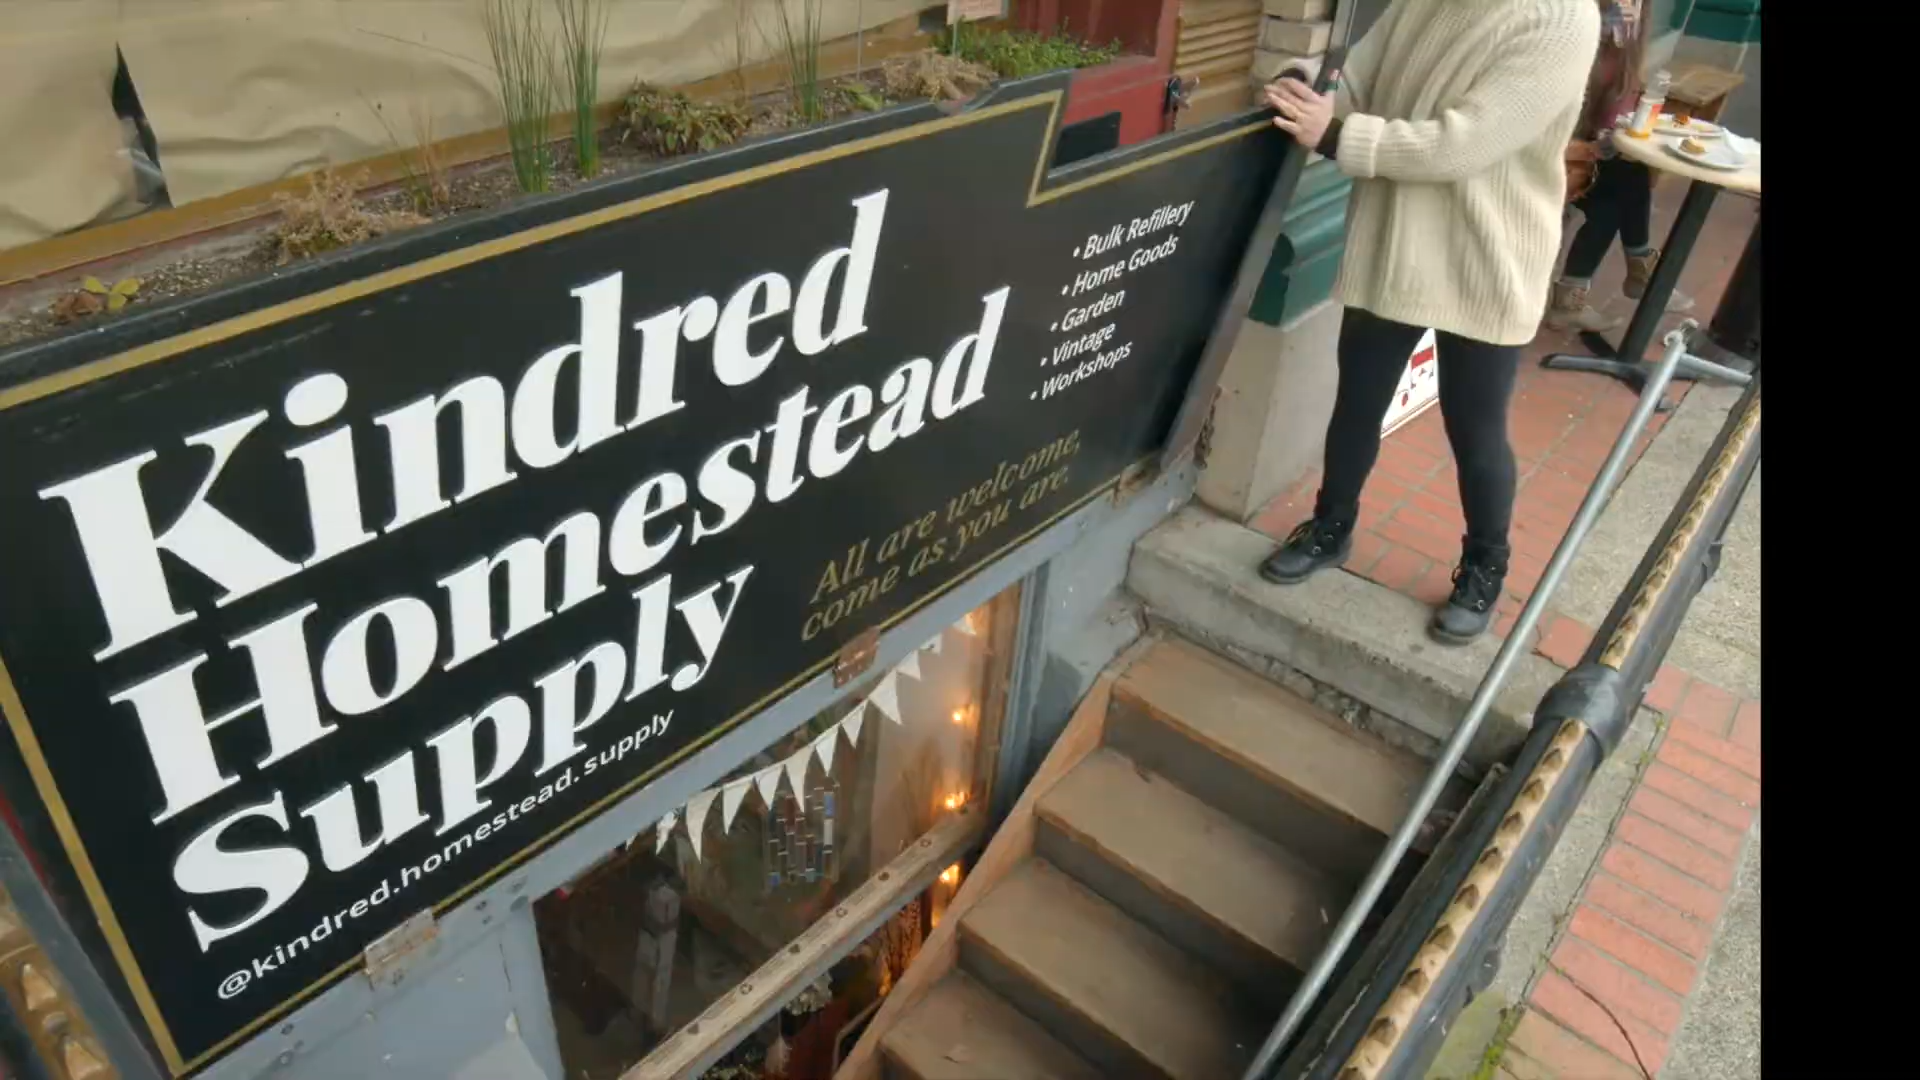 Kindred
Homestead
Supply
@kindred.homestead.supply
• Bulk Refillery
• Home Goods
• Garden
• Vintage
• Workshops
All are welcome,
come as you are.